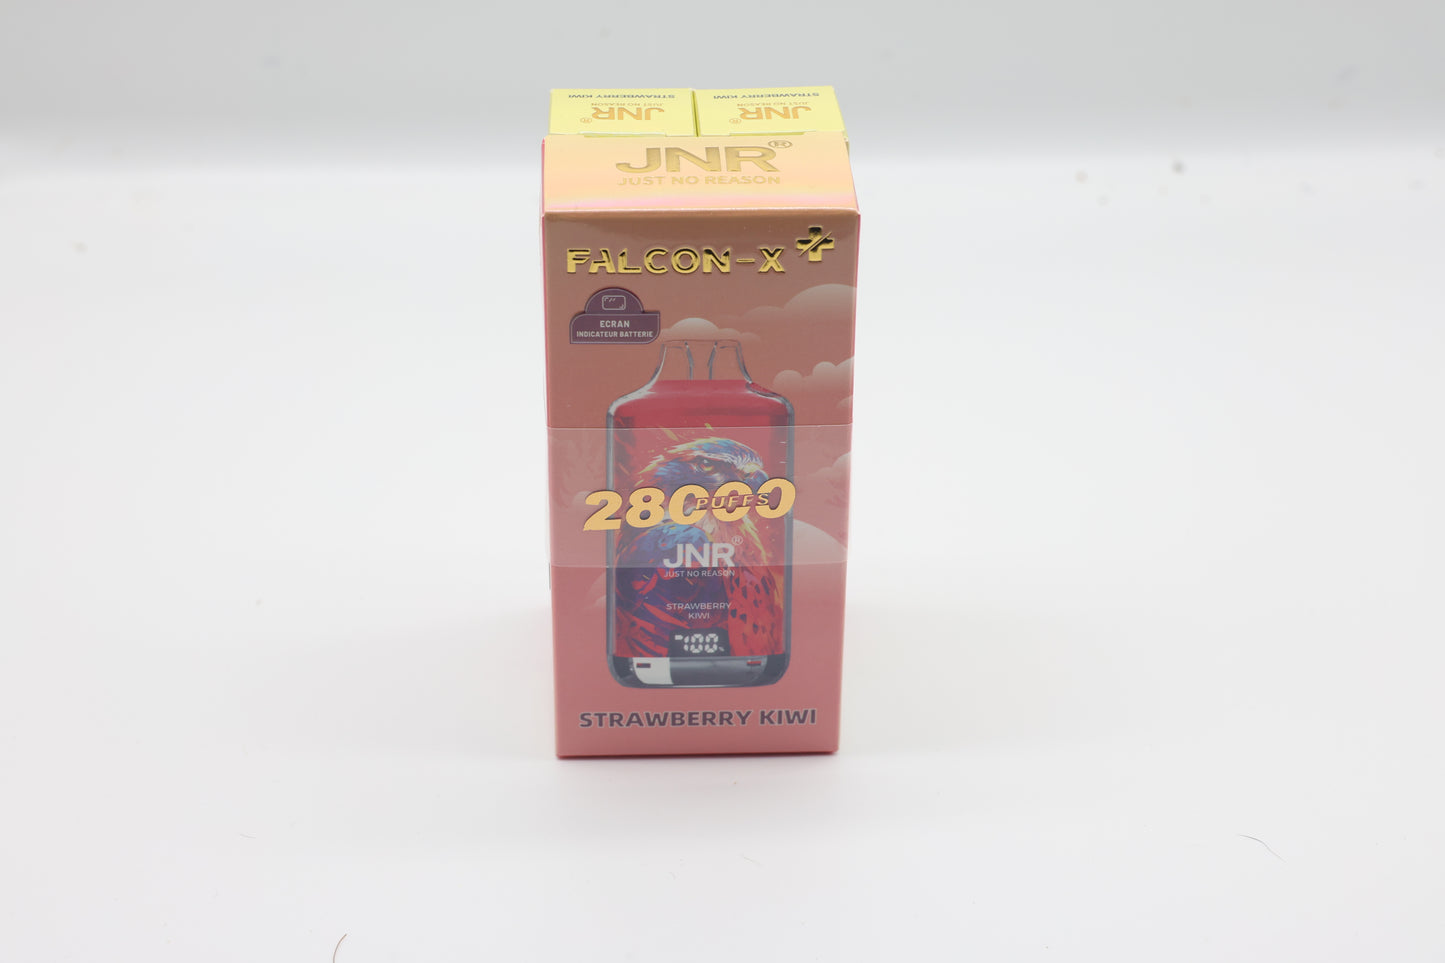 STRAWBERRY KIWI
JUST NO REASON
JNR®
STRAWBERRY KIWI
JUST NO REASON
JNR®
JNR®
JUST NO REASON
FALCON-X+
ECRAN
INDICATEUR BATTERIE
28000
PUFFS
JNR®
JUST NO REASON
STRAWBERRY
KIWI
100%
STRAWBERRY KIWI